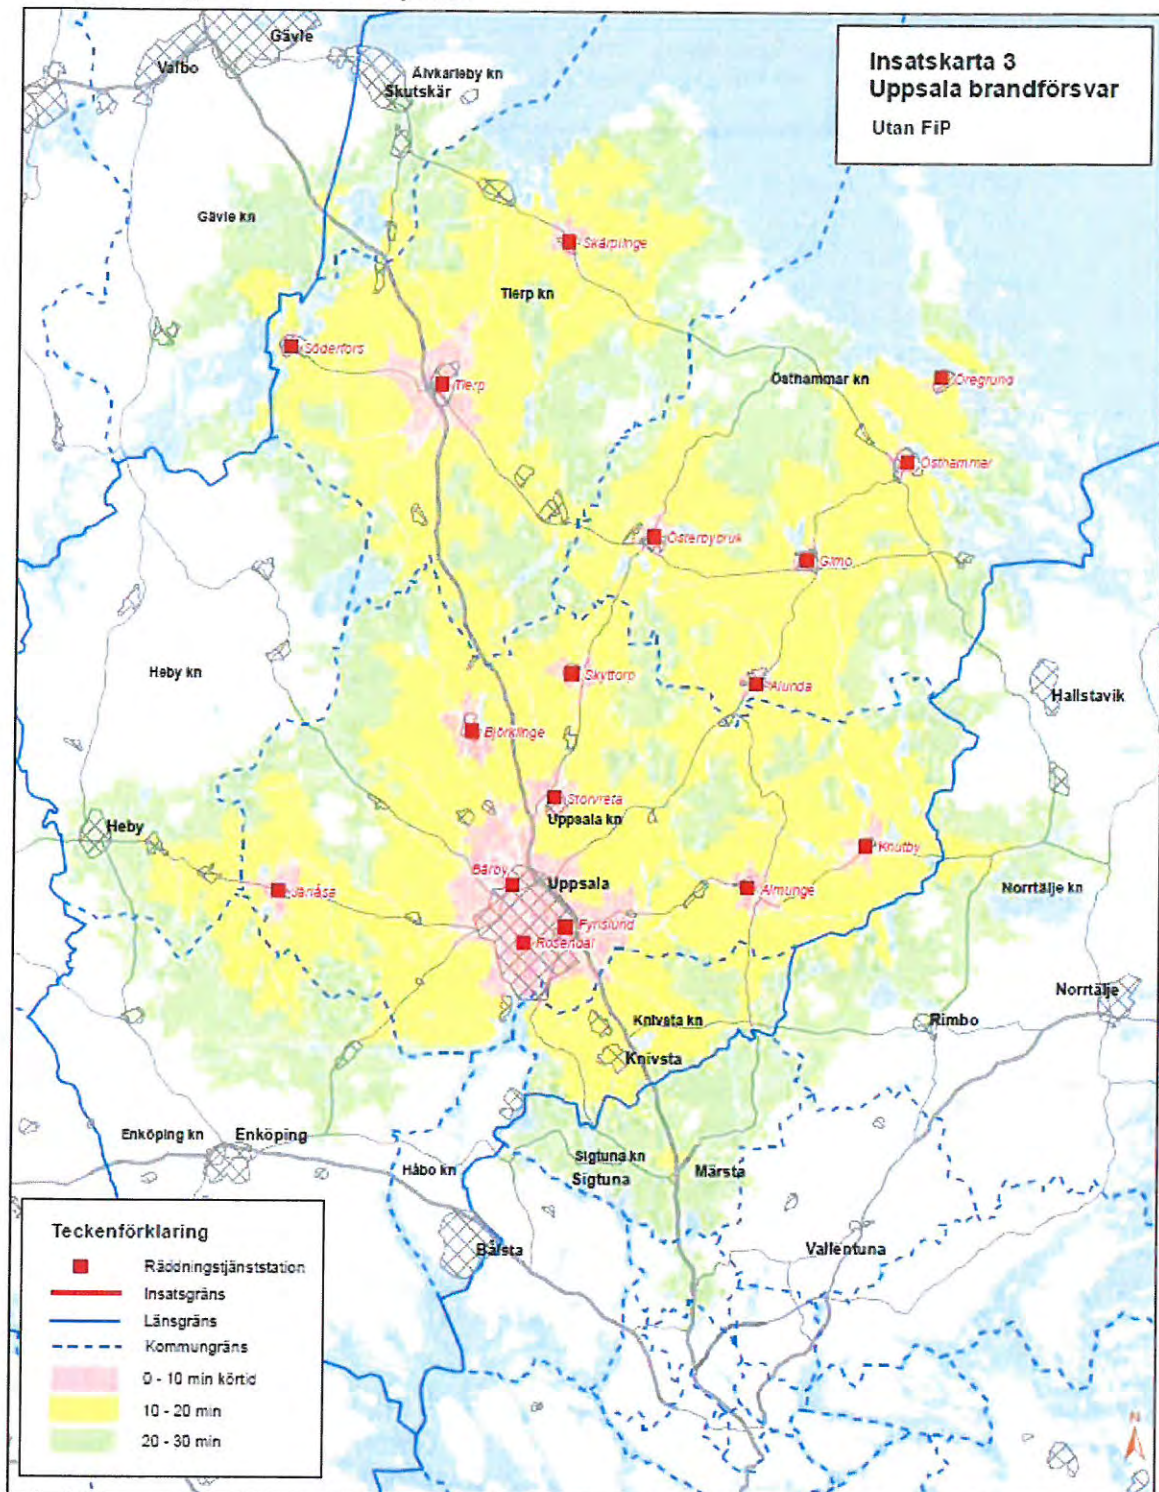 Insatskarta 3
Uppsala brandförsvar
Utan FiP
Gävle
Valbo
Älvkarleby kn
Skutskär
Gävle kn
Skärplinge
Tierp kn
Söderfors
Tierp
Östhammar kn
Öregrund
Östhammar
Österbybruk
Gimo
Heby kn
Skyttorp
Alunda
Hallstavik
Björklinge
Storvreta
Uppsala kn
Heby
Knutby
Bärby
Uppsala
Järlåsa
Almunge
Norrtälje kn
Fyrislund
Rosendal
Norrtälje
Knivsta kn
Rimbo
Knivsta
Enköping kn
Enköping
Håbo kn
Sigtuna kn
Sigtuna
Märsta
Bålsta
Vallentuna
Teckenförklaring
Räddningstjänststation
Insatsgräns
Länsgräns
Kommungräns
0 - 10 min körtid
10 - 20 min
20 - 30 min
N